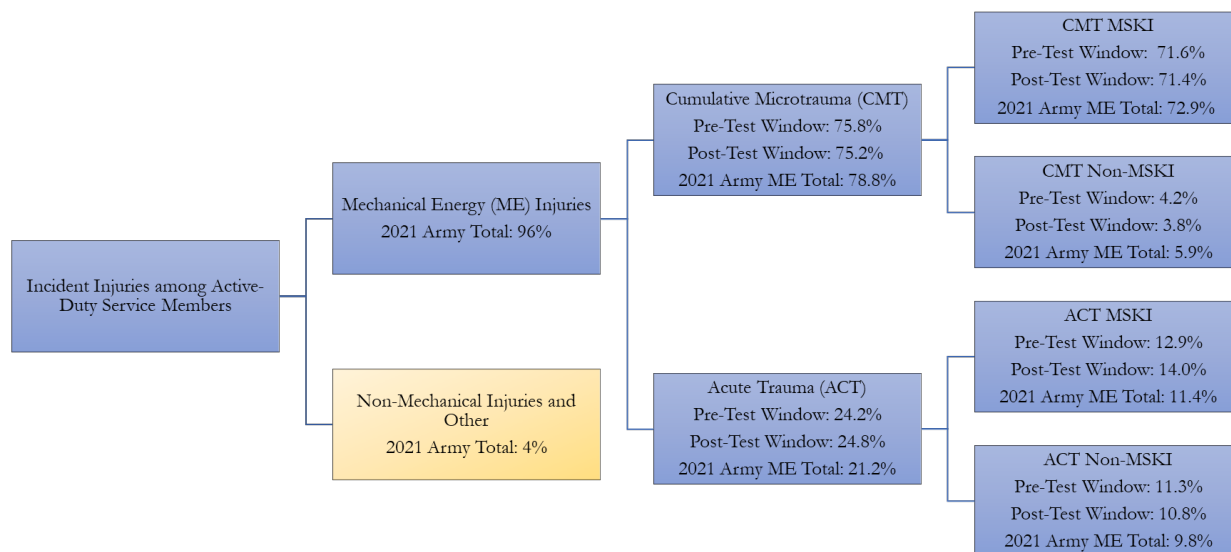 Incident Injuries among Active-
Duty Service Members
Mechanical Energy (ME) Injuries
2021 Army Total: 96%
Non-Mechanical Injuries and
Other
2021 Army Total: 4%
Cumulative Microtrauma (CMT)
Pre-Test Window: 75.8%
Post-Test Window: 75.2%
2021 Army ME Total: 78.8%
Acute Trauma (ACT)
Pre-Test Window: 24.2%
Post-Test Window: 24.8%
2021 Army ME Total: 21.2%
CMT MSKI
Pre-Test Window: 71.6%
Post-Test Window: 71.4%
2021 Army ME Total: 72.9%
CMT Non-MSKI
Pre-Test Window: 4.2%
Post-Test Window: 3.8%
2021 Army ME Total: 5.9%
ACT MSKI
Pre-Test Window: 12.9%
Post-Test Window: 14.0%
2021 Army ME Total: 11.4%
ACT Non-MSKI
Pre-Test Window: 11.3%
Post-Test Window: 10.8%
2021 Army ME Total: 9.8%